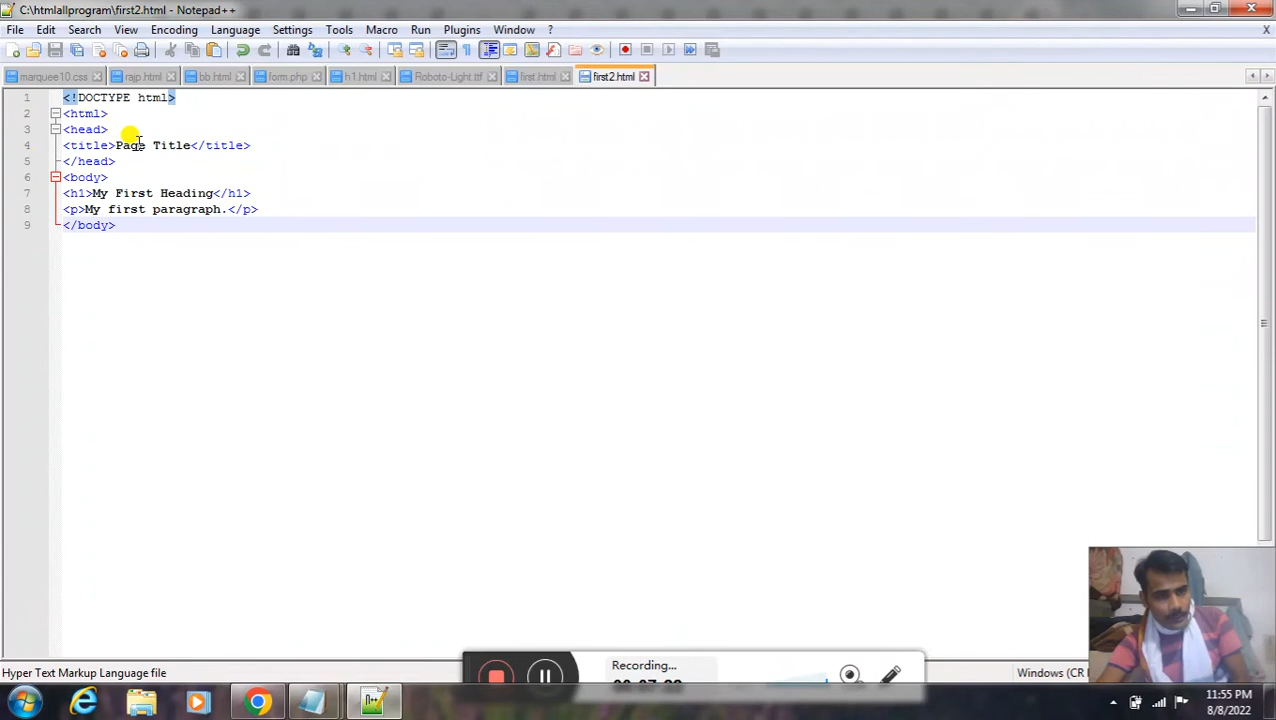 C:\htmlallprogram\first2.html - Notepad++
File Edit Search View Encoding Language Settings Tools Macro Run Plugins Window ? X
marquee10.css rajp.html bb.html form.php h1.html Roboto-Light.ttf first.html first2.html
1 <!DOCTYPE html>
2 <html>
3 <head>
4 <title>Page Title</title>
5 </head>
6 <body>
7 <h1>My First Heading</h1>
8 <p>My first paragraph.</p>
9 </body>
Recording...
Hyper Text Markup Language file Windows (CR
11:55 PM
8/8/2022